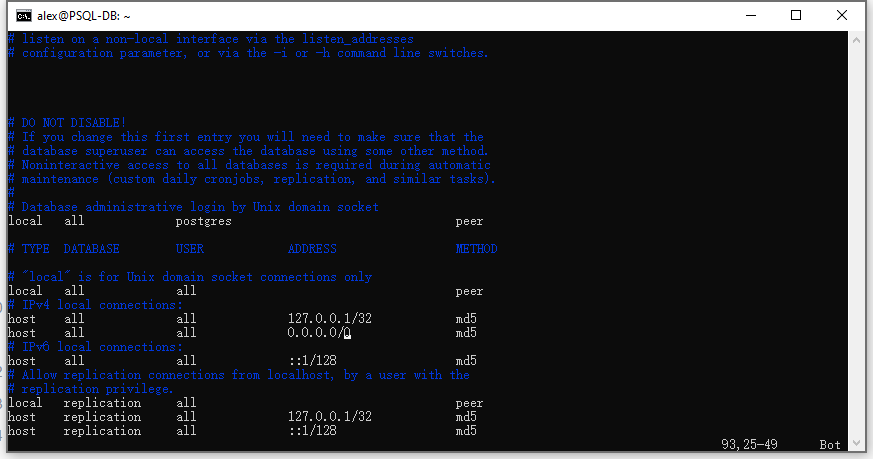 alex@PSQL-DB: ~
# listen on a non-local interface via the listen_addresses
# configuration parameter, or via the -i or -h command line switches.
# DO NOT DISABLE!
# If you change this first entry you will need to make sure that the
# database superuser can access the database using some other method.
# Noninteractive access to all databases is required during automatic
# maintenance (custom daily cronjobs, replication, and similar tasks).
#
# Database administrative login by Unix domain socket
local   all             postgres                                peer
# TYPE  DATABASE        USER            ADDRESS                 METHOD
# "local" is for Unix domain socket connections only
local   all             all                                     peer
# IPv4 local connections:
host    all             all             127.0.0.1/32            md5
host    all             all             0.0.0.0/0               md5
# IPv6 local connections:
host    all             all             ::1/128                 md5
# Allow replication connections from localhost, by a user with the
# replication privilege.
local   replication     all                                     peer
host    replication     all             127.0.0.1/32            md5
host    replication     all             ::1/128                 md5
93,25-49      Bot